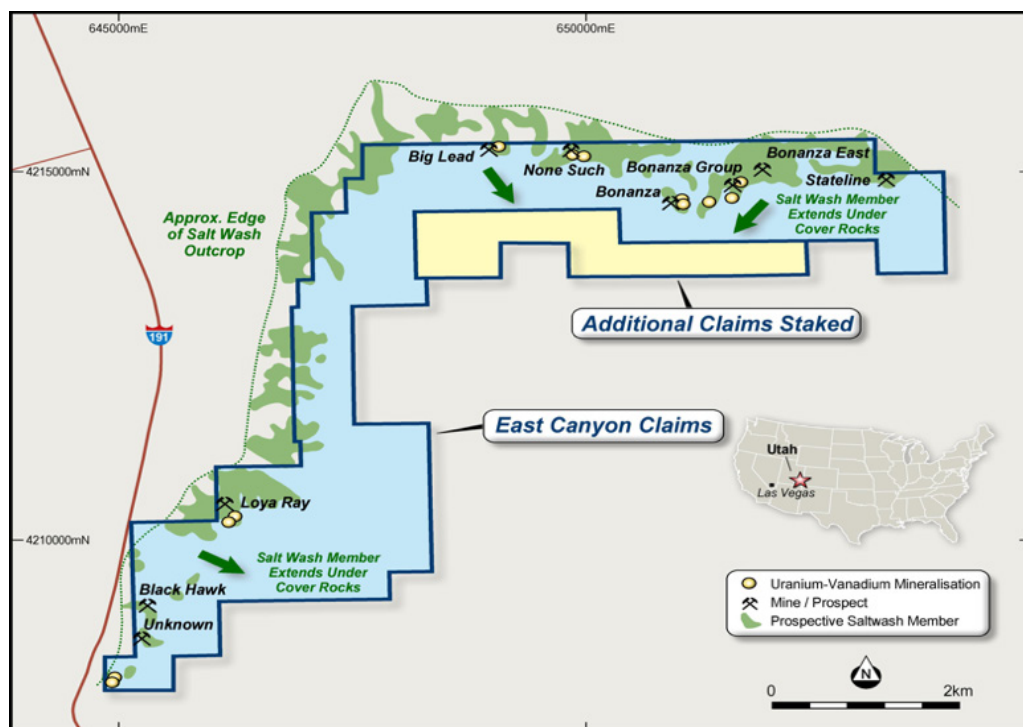 645000mE
650000mE
Big Lead
None Such
Bonanza Group
Bonanza East
Bonanza
Stateline
4215000mN
Approx. Edge
of Salt Wash
Outcrop
Salt Wash Member
Extends Under
Cover Rocks
Additional Claims Staked
191
East Canyon Claims
Utah
Las Vegas
Loya Ray
4210000mN
Salt Wash Member
Extends Under
Cover Rocks
Black Hawk
Unknown
Uranium-Vanadium Mineralisation
Mine / Prospect
Prospective Saltwash Member
N
0
2km